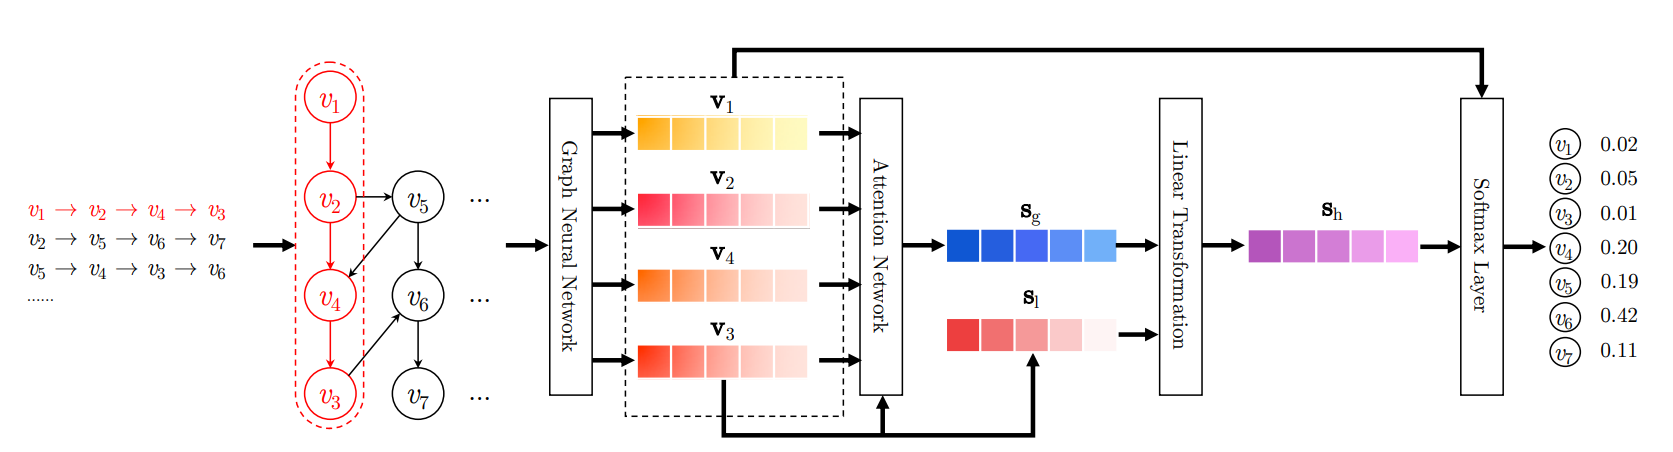 v1 → v2 → v4 → v3
v2 → v5 → v6 → v7
v5 → v4 → v3 → v6
......
v1
v2
v4
v3
v5
v6
v7
...
...
...
Graph Neural Network
v1
v2
v4
v3
Attention Network
sg
sl
Linear Transformation
sh
Softmax Layer
v1 0.02
v2 0.05
v3 0.01
v4 0.20
v5 0.19
v6 0.42
v7 0.11